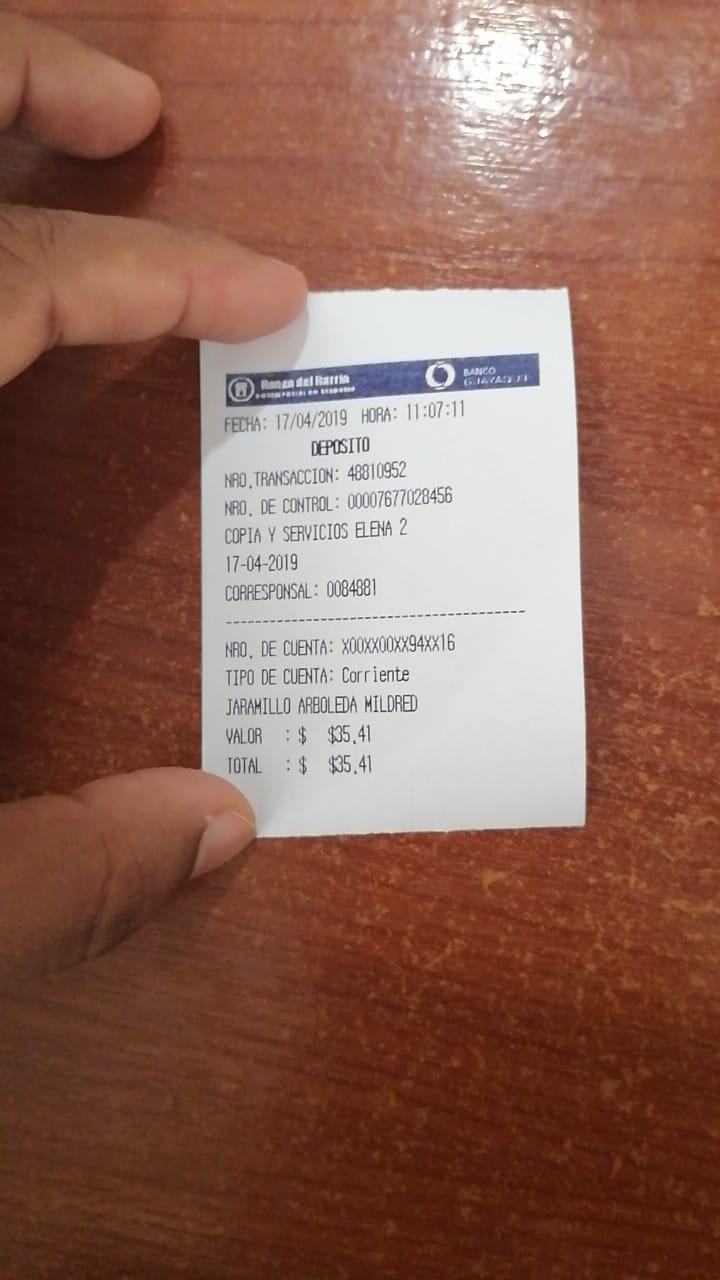 Banco del Barrio
BANCO
GUAYAQUIL
FECHA: 17/04/2019 HORA: 11:07:11
DEPOSITO
NRO.TRANSACCION: 48810952
NRO. DE CONTROL: 00007677028456
COPIA Y SERVICIOS ELENA 2
17-04-2019
CORRESPONSAL: 0084881
----------------------------------------
NRO. DE CUENTA: X00XX00XX94XX16
TIPO DE CUENTA: Corriente
JARAMILLO ARBOLEDA MILDRED
VALOR : $ $35.41
TOTAL : $ $35.41